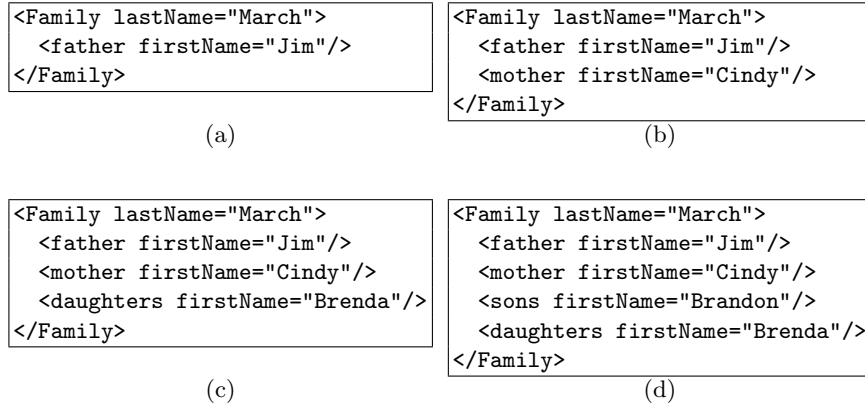 <Family lastName="March">
  <father firstName="Jim"/>
</Family>
(a)
<Family lastName="March">
  <father firstName="Jim"/>
  <mother firstName="Cindy"/>
</Family>
(b)
<Family lastName="March">
  <father firstName="Jim"/>
  <mother firstName="Cindy"/>
  <daughters firstName="Brenda"/>
</Family>
(c)
<Family lastName="March">
  <father firstName="Jim"/>
  <mother firstName="Cindy"/>
  <sons firstName="Brandon"/>
  <daughters firstName="Brenda"/>
</Family>
(d)